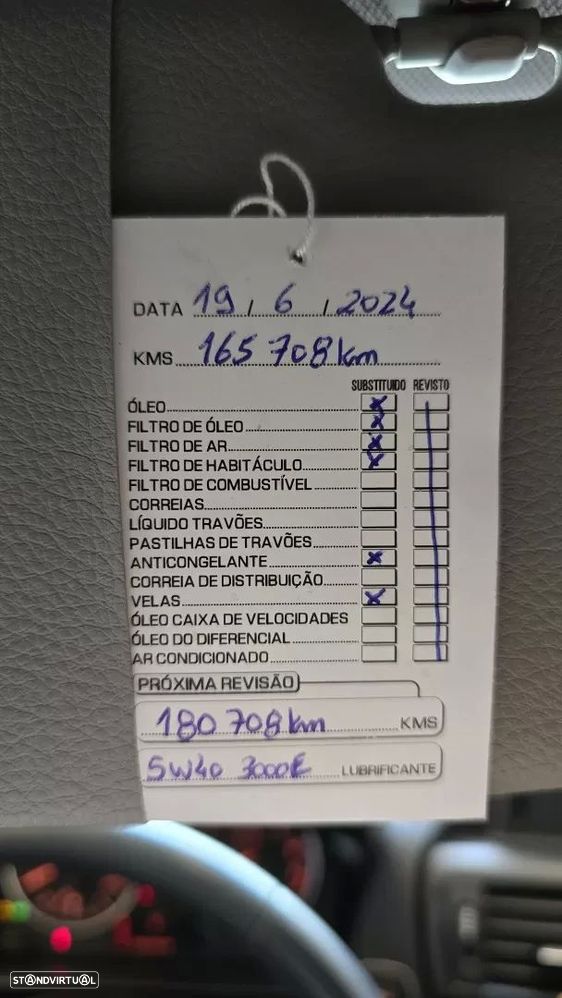 DATA 19 / 6 / 2024
KMS 165 708 km
SUBSTITUIDO REVISTO
ÓLEO x
FILTRO DE ÓLEO x
FILTRO DE AR x
FILTRO DE HABITÁCULO x
FILTRO DE COMBUSTÍVEL
CORREIAS
LÍQUIDO TRAVÕES
PASTILHAS DE TRAVÕES
ANTICONGELANTE x
CORREIA DE DISTRIBUIÇÃO
VELAS x
ÓLEO CAIXA DE VELOCIDADES
ÓLEO DO DIFERENCIAL
AR CONDICIONADO
PRÓXIMA REVISÃO
180 708 km KMS
5W40 LUBRIFICANTE
STANDVIRTUAL